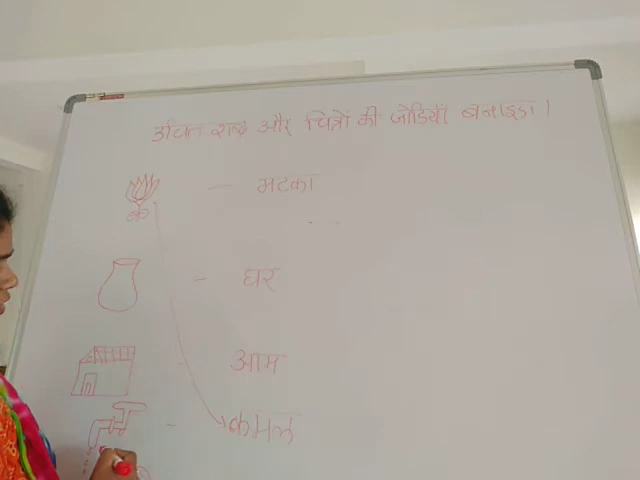 उचित शब्द और चित्रों की जोडियाँ बनाइए।
मटका
घर
आम
कमल